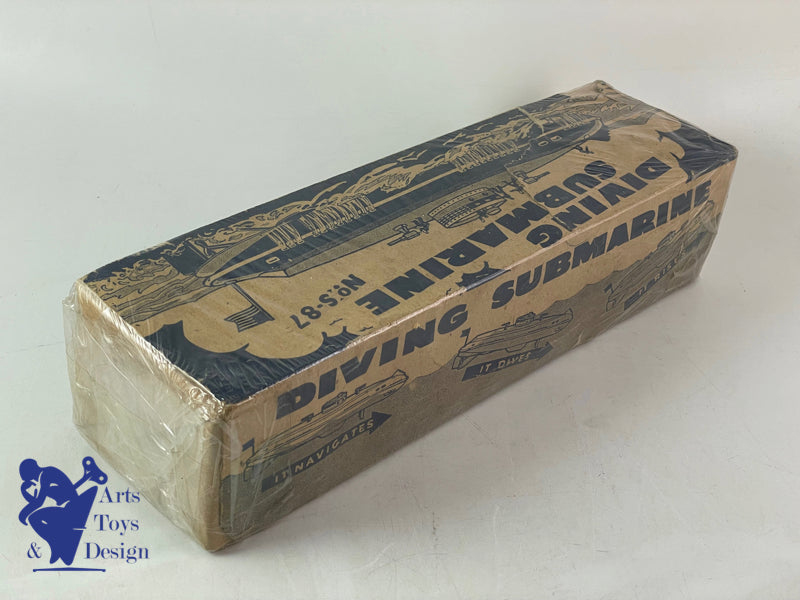 DIVING
SUBMARINE
No. S-87
DIVING SUBMARINE
IT NAVIGATES
IT DIVES
Arts
Toys
& Design